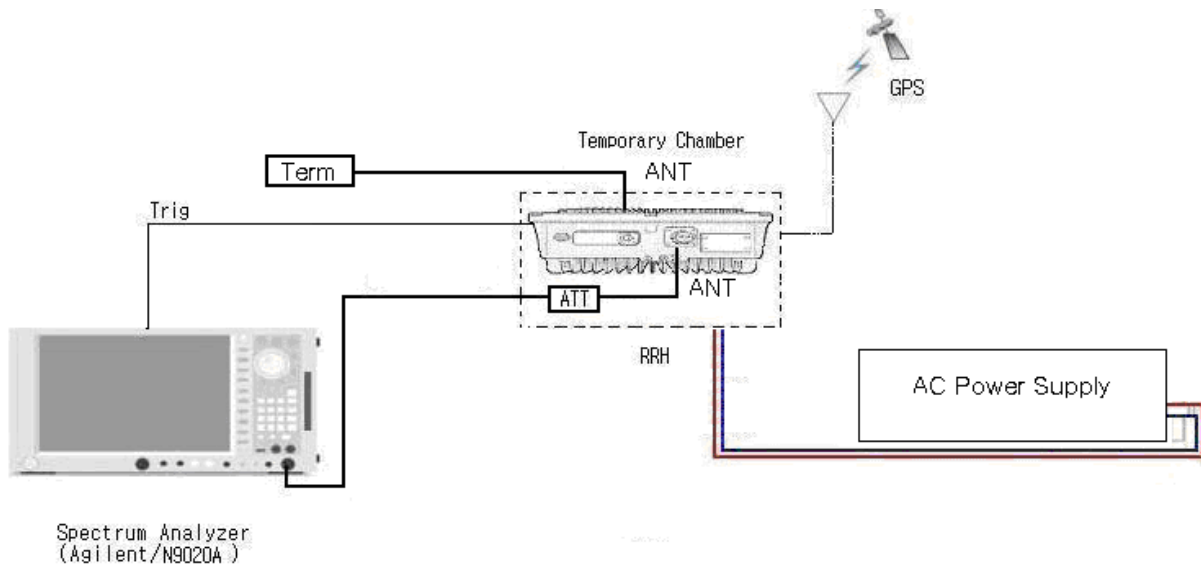 GPS
Temporary Chamber
ANT
Term
Trig
ATT
ANT
RRH
AC Power Supply
Spectrum Analyzer
(Agilent/N9020A )